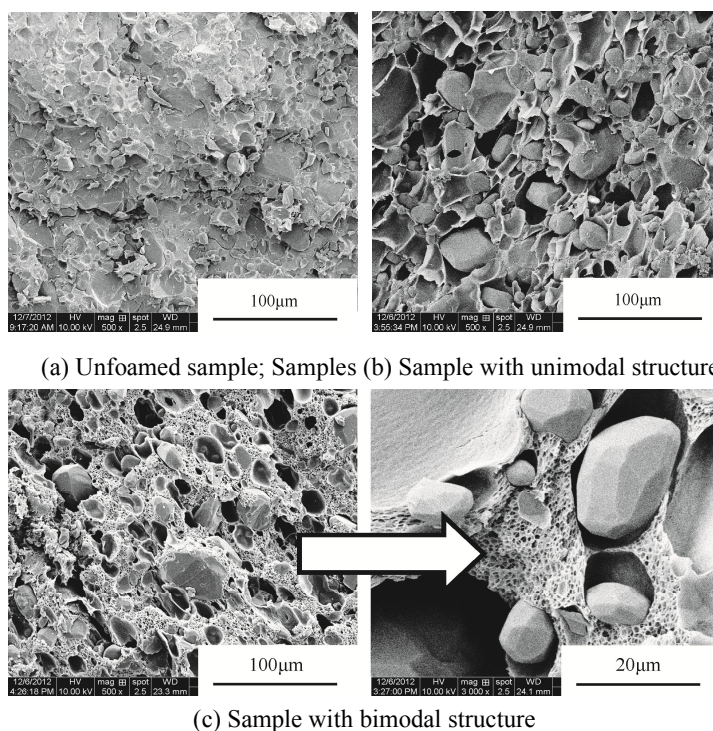 100μm
12/7/2012 HV mag ⊞ spot WD
9:17:20 AM 10.00 kV 500 x 2.5 24.9 mm
100μm
12/6/2012 HV mag ⊞ spot WD
3:55:34 PM 10.00 kV 500 x 2.5 24.9 mm
(a) Unfoamed sample; Samples (b) Sample with unimodal structure
100μm
12/6/2012 HV mag ⊞ spot WD
4:26:18 PM 10.00 kV 500 x 2.5 23.3 mm
20μm
12/6/2012 HV mag ⊞ spot WD
3:27:00 PM 10.00 kV 3 000 x 2.5 24.1 mm
(c) Sample with bimodal structure